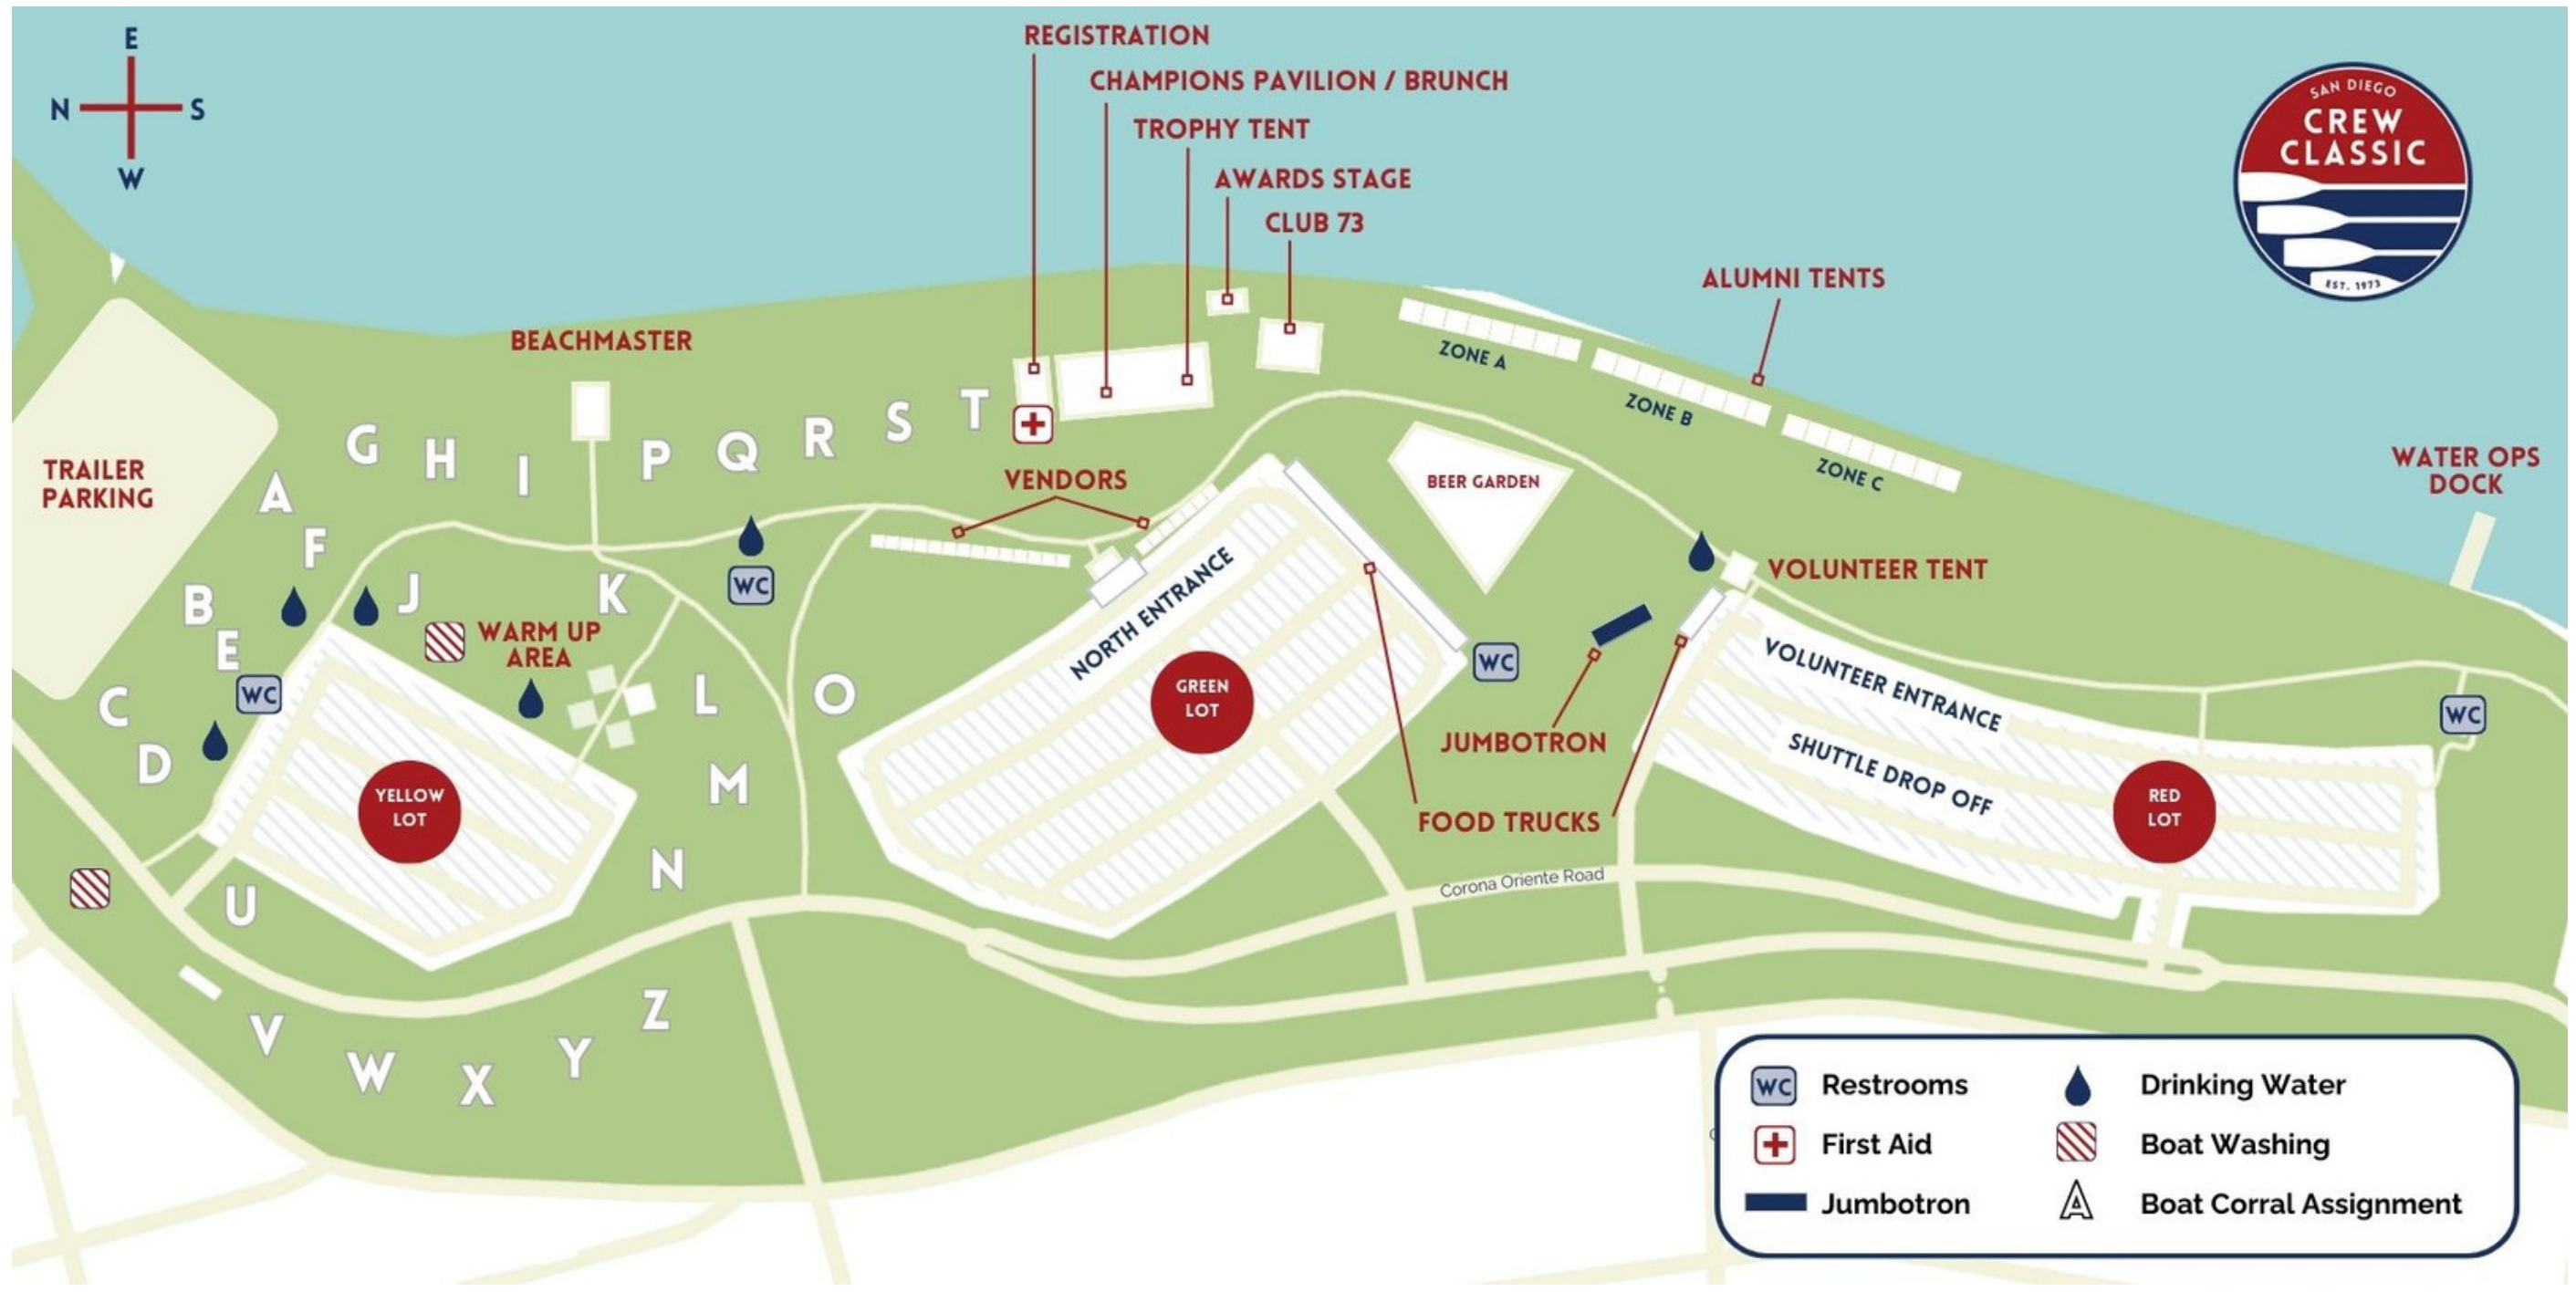 E
N
S
W
REGISTRATION
CHAMPIONS PAVILION / BRUNCH
TROPHY TENT
AWARDS STAGE
CLUB 73
SAN DIEGO
CREW
CLASSIC
EST. 1973
ALUMNI TENTS
BEACHMASTER
ZONE A
ZONE B
ZONE C
TRAILER
PARKING
WATER OPS
DOCK
G
H
I
P
Q
R
S
T
A
F
VENDORS
BEER GARDEN
B
J
K
E
WC
WC
WARM UP
AREA
NORTH ENTRANCE
VOLUNTEER TENT
C
WC
L
O
GREEN
LOT
WC
VOLUNTEER ENTRANCE
WC
D
JUMBOTRON
SHUTTLE DROP OFF
YELLOW
LOT
M
FOOD TRUCKS
RED
LOT
N
U
Corona Oriente Road
V
W
X
Y
Z
WC Restrooms
Drinking Water
First Aid
Boat Washing
Jumbotron
A Boat Corral Assignment